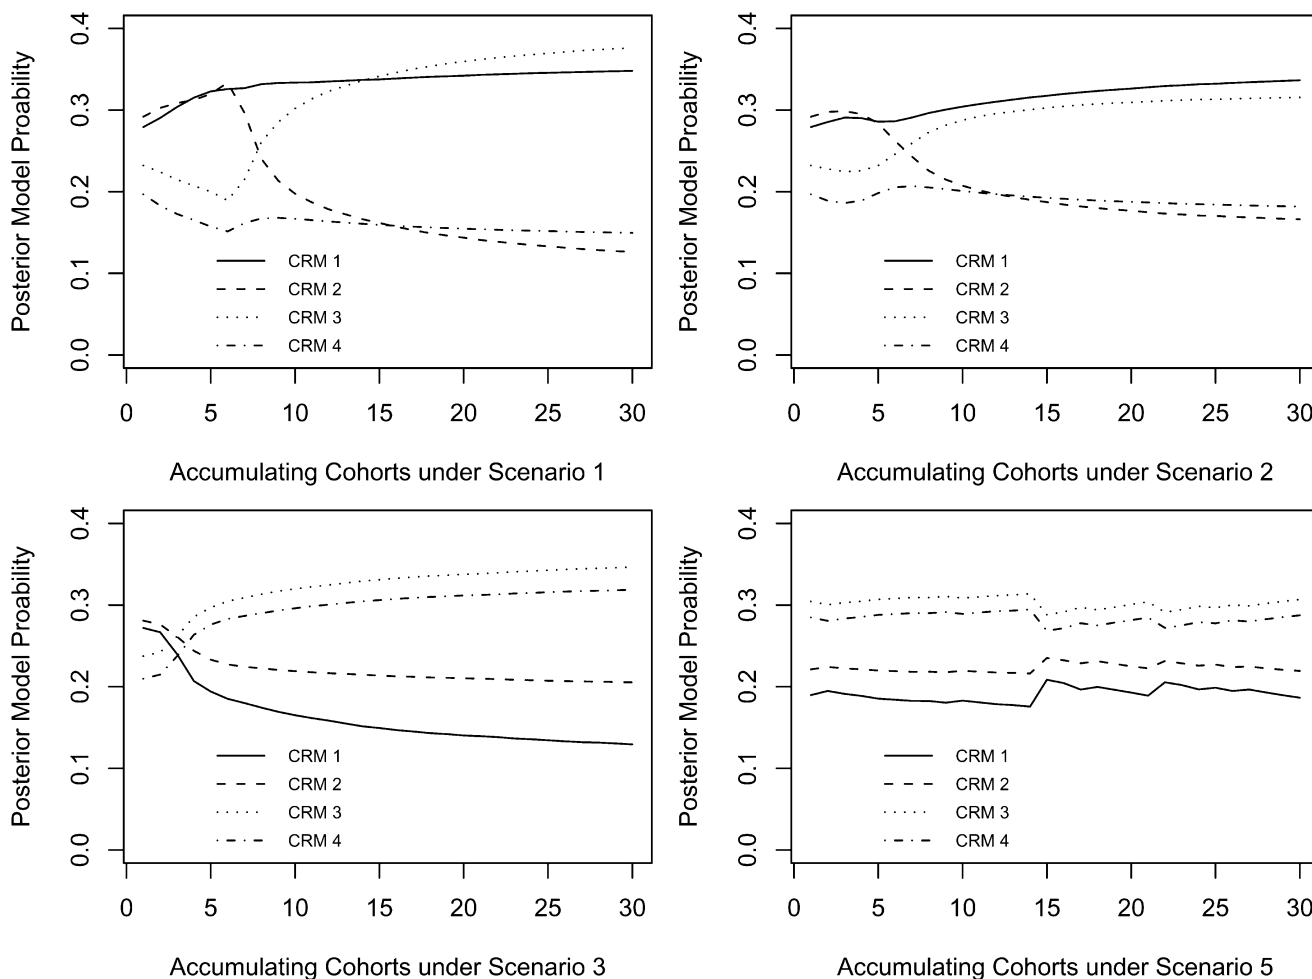 Posterior Model Proability
0.0 0.1 0.2 0.3 0.4
CRM 1
CRM 2
CRM 3
CRM 4
0 5 10 15 20 25 30
Accumulating Cohorts under Scenario 1
Posterior Model Proability
0.0 0.1 0.2 0.3 0.4
CRM 1
CRM 2
CRM 3
CRM 4
0 5 10 15 20 25 30
Accumulating Cohorts under Scenario 2
Posterior Model Proability
0.0 0.1 0.2 0.3 0.4
CRM 1
CRM 2
CRM 3
CRM 4
0 5 10 15 20 25 30
Accumulating Cohorts under Scenario 3
Posterior Model Proability
0.0 0.1 0.2 0.3 0.4
CRM 1
CRM 2
CRM 3
CRM 4
0 5 10 15 20 25 30
Accumulating Cohorts under Scenario 5